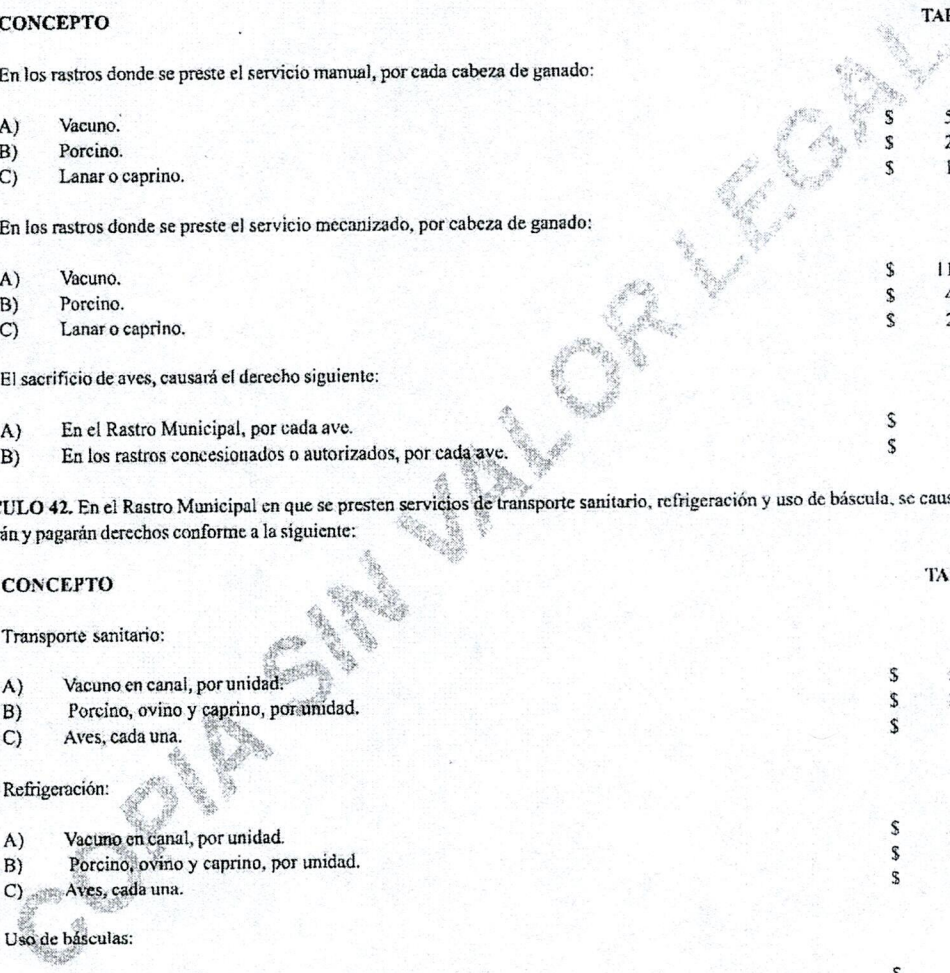 CONCEPTO
En los rastros donde se preste el servicio manual, por cada cabeza de ganado:
A) Vacuno. $
B) Porcino. $
C) Lanar o caprino. $
En los rastros donde se preste el servicio mecanizado, por cabeza de ganado:
A) Vacuno. $
B) Porcino. $
C) Lanar o caprino. $
El sacrificio de aves, causará el derecho siguiente:
A) En el Rastro Municipal, por cada ave. $
B) En los rastros concesionados o autorizados, por cada ave. $
CULO 42. En el Rastro Municipal en que se presten servicios de transporte sanitario, refrigeración y uso de báscula, se caus
án y pagarán derechos conforme a la siguiente:
CONCEPTO TA
Transporte sanitario:
A) Vacuno en canal, por unidad. $
B) Porcino, ovino y caprino, por unidad. $
C) Aves, cada una. $
Refrigeración:
A) Vacuno en canal, por unidad. $
B) Porcino, ovino y caprino, por unidad. $
C) Aves, cada una. $
Uso de básculas:
$
COPIA SIN VALOR LEGAL